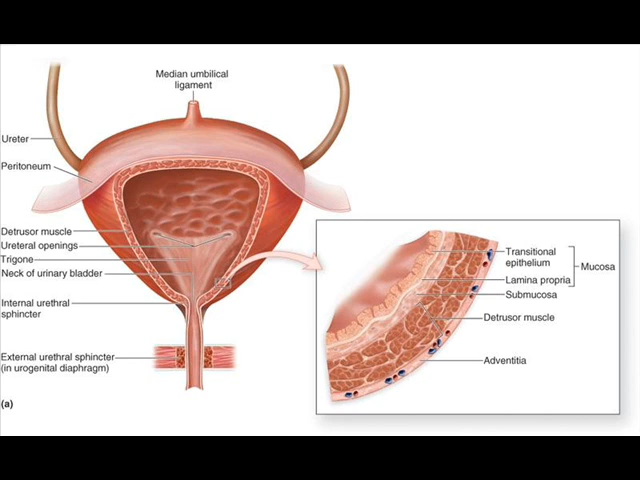 Median umbilical
ligament
Ureter
Peritoneum
Detrusor muscle
Ureteral openings
Trigone
Neck of urinary bladder
Internal urethral
sphincter
External urethral sphincter
(in urogenital diaphragm)
(a)
Transitional
epithelium
Mucosa
Lamina propria
Submucosa
Detrusor muscle
Adventitia